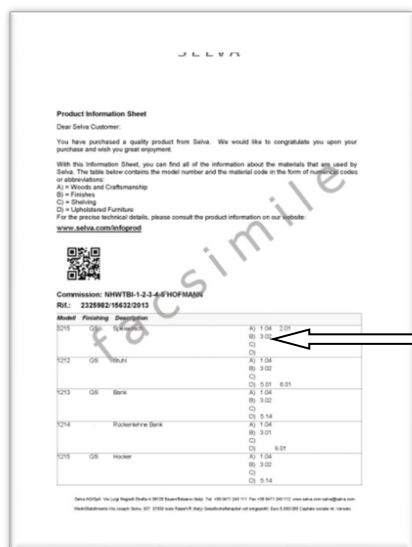 SELVA
Product Information Sheet
Dear Selva Customer:
You have purchased a quality product from Selva. We would like to congratulate you upon your
purchase and wish you great enjoyment.
With this Information Sheet, you can find all of the information about the materials that are used by
Selva. The table below contains the model number and the material code in the form of numerical codes
or abbreviations:
A) = Woods and Craftsmanship
B) = Finishes
C) = Shelving
D) = Upholstered Furniture
For the precise technical details, please consult the product information on our website:
www.selva.com/infoprod
facsimile
Commission: NHWTBI-1-2-3-4-5 HOFMANN
Rif.: 2325982/15632/2013
Modell Finishing Description
3215 GS A) 1.04 2.01
B) 3.02
C)
D)
1212 GS Stuhl A) 1.04
B) 3.02
C)
D) 5.01 6.01
1213 GS Bank A) 1.04
B) 3.02
C)
D) 5.14
1214 Rückenlehne Bank A) 1.04
B) 3.01
C)
D) 6.01
1215 GS Hocker A) 1.04
B) 3.02
C)
D) 5.14